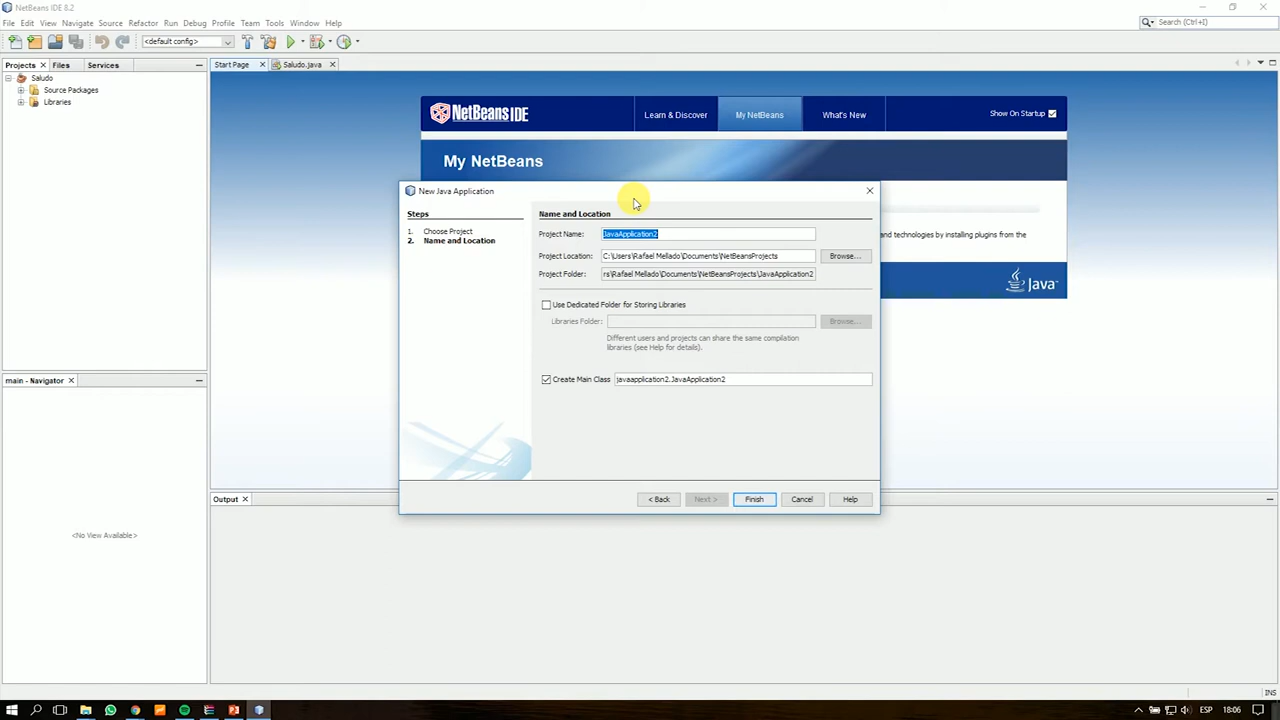 NetBeans IDE 8.2
File Edit View Navigate Source Refactor Run Debug Profile Team Tools Window Help
Search (Ctrl+I)
<default config>
Projects Files Services
Start Page Saludo.java
Saludo
Source Packages
Libraries
NetBeans IDE
Learn & Discover
My NetBeans
What's New
Show On Startup
My NetBeans
and technologies by installing plugins from the
Java
New Java Application
Steps
1. Choose Project
2. Name and Location
Name and Location
Project Name: JavaApplication2
Project Location: C:\Users\Rafael Mellado\Documents\NetBeansProjects Browse...
Project Folder: rs\Rafael Mellado\Documents\NetBeansProjects\JavaApplication2
Use Dedicated Folder for Storing Libraries
Libraries Folder: Browse...
Different users and projects can share the same compilation
libraries (see Help for details).
Create Main Class javaapplication2.JavaApplication2
< Back Next > Finish Cancel Help
main - Navigator
<No View Available>
Output
INS
ESP 18:06